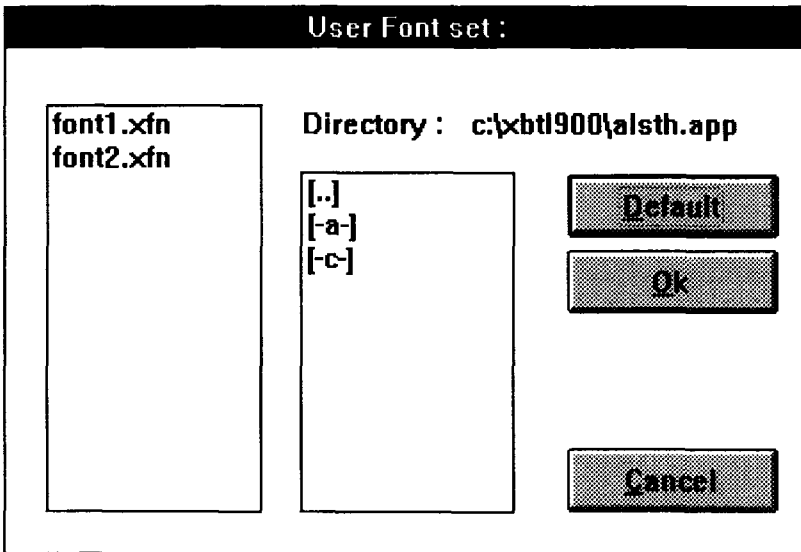 User Font set :
font1.xfn
font2.xfn
Directory : c:\xbtl900\alsth.app
[..]
[-a-]
[-c-]
Default
Ok
Cancel